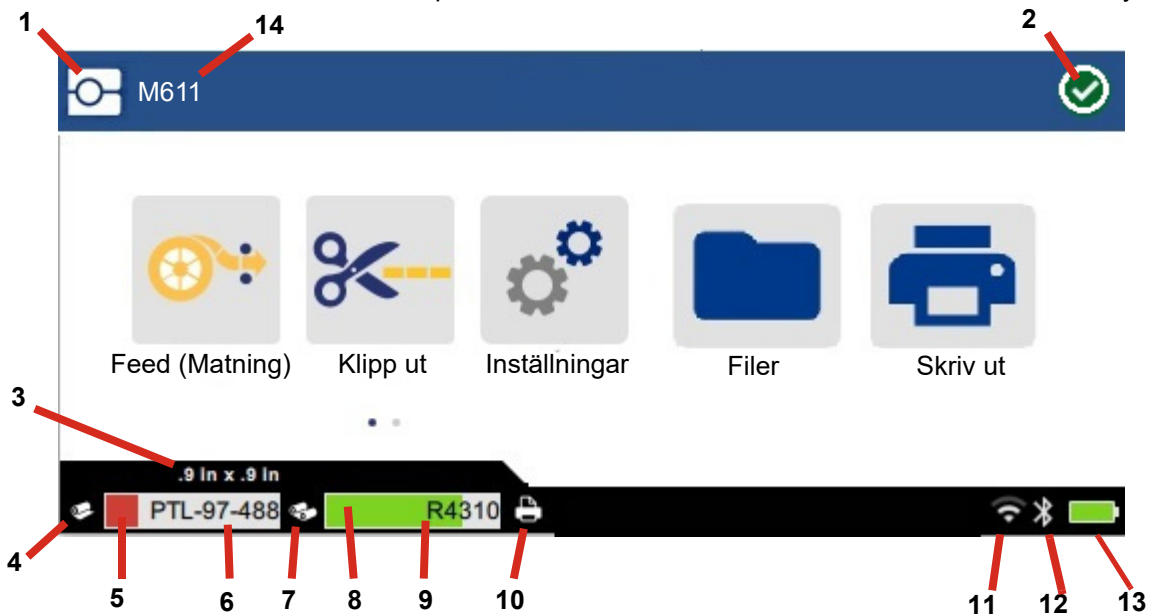 1 14 2
M611
Feed (Matning) Klipp ut Inställningar Filer Skriv ut
3
.9 In x .9 In
PTL-97-488 R4310
4 5 6 7 8 9 10 11 12 13